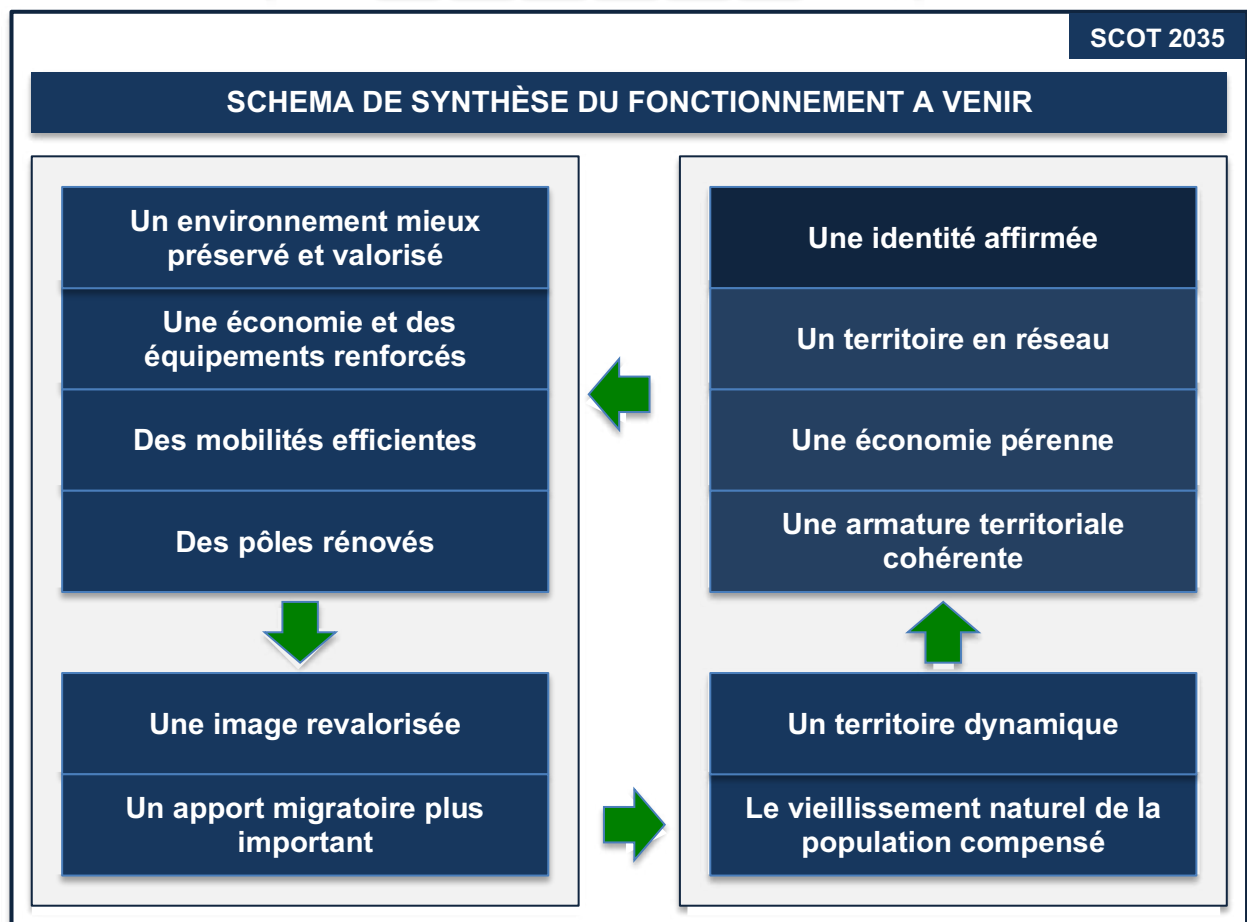 SCOT 2035
SCHEMA DE SYNTHÈSE DU FONCTIONNEMENT A VENIR
Un environnement mieux
préservé et valorisé
Une économie et des
équipements renforcés
Des mobilités efficientes
Des pôles rénovés
Une image revalorisée
Un apport migratoire plus
important
Une identité affirmée
Un territoire en réseau
Une économie pérenne
Une armature territoriale
cohérente
Un territoire dynamique
Le vieillissement naturel de la
population compensé